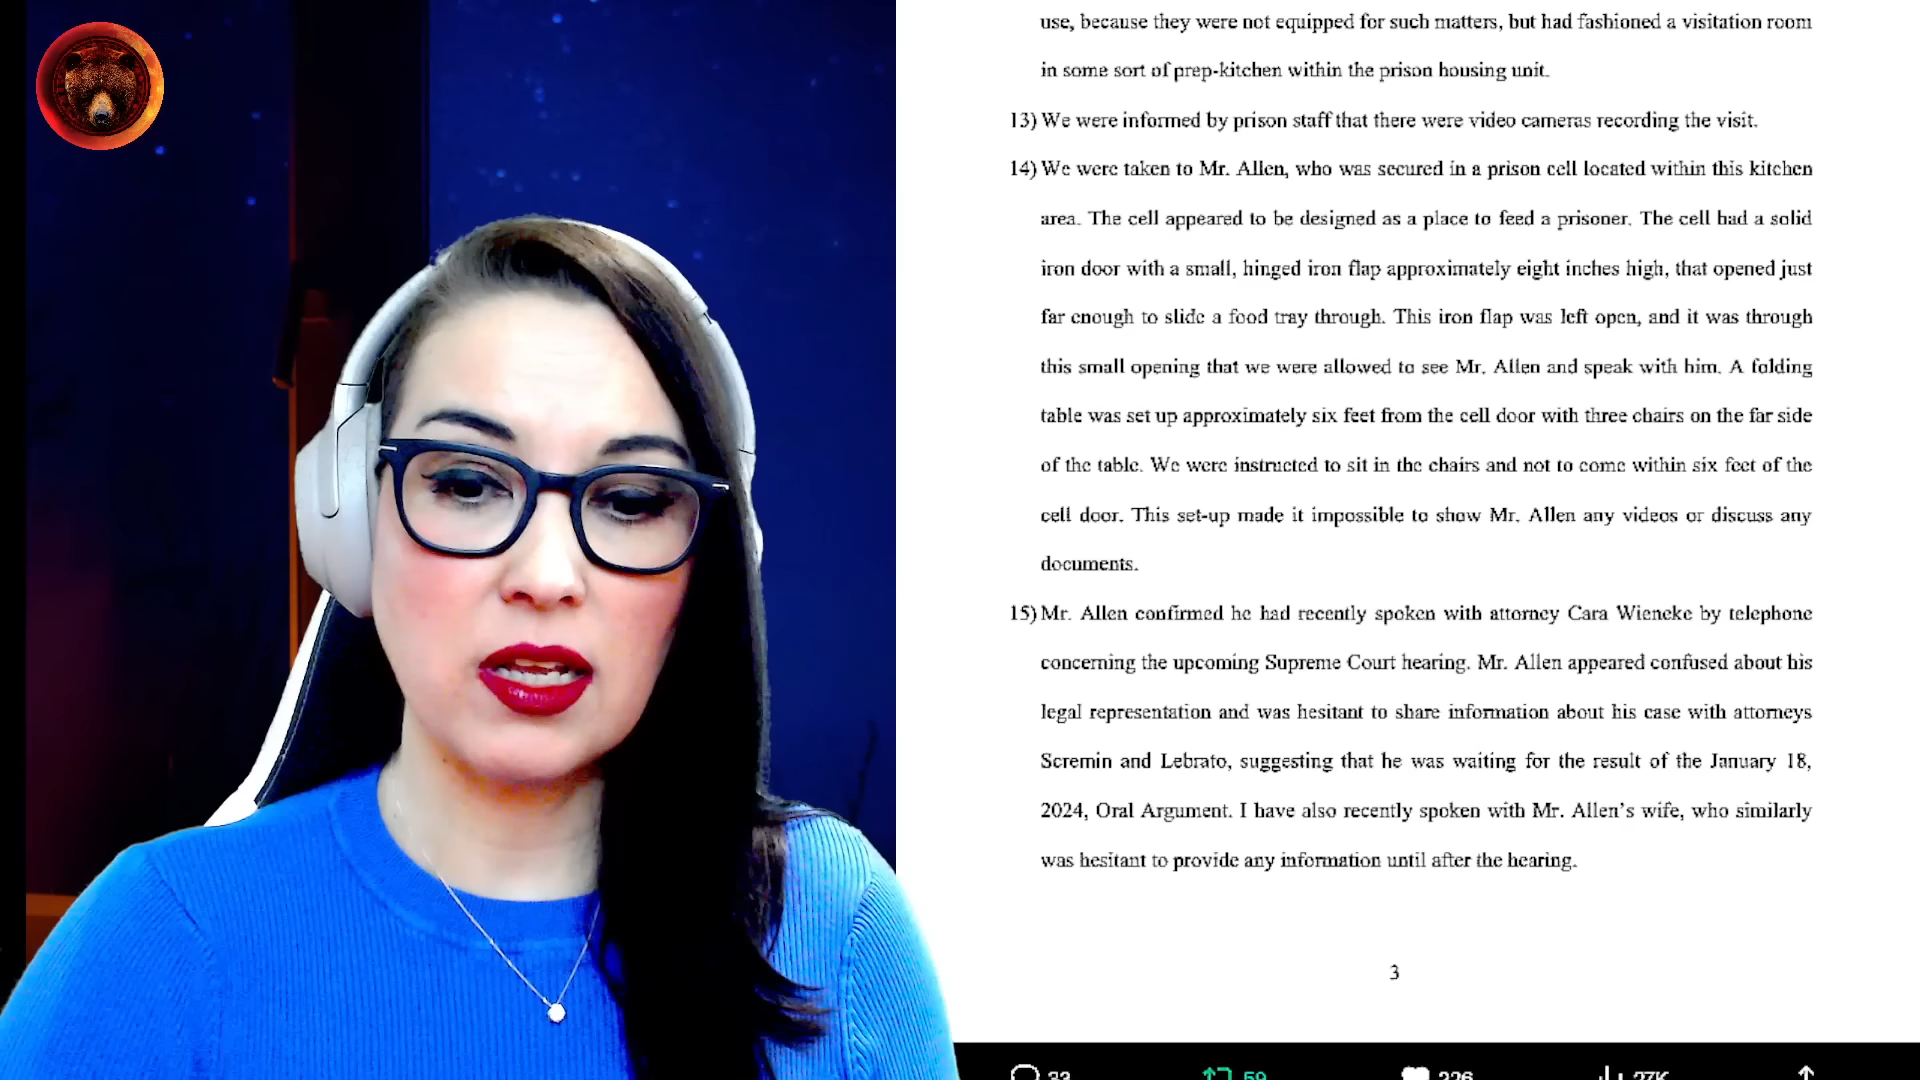 use, because they were not equipped for such matters, but had fashioned a visitation room
in some sort of prep-kitchen within the prison housing unit.
13) We were informed by prison staff that there were video cameras recording the visit.
14) We were taken to Mr. Allen, who was secured in a prison cell located within this kitchen
area. The cell appeared to be designed as a place to feed a prisoner. The cell had a solid
iron door with a small, hinged iron flap approximately eight inches high, that opened just
far enough to slide a food tray through. This iron flap was left open, and it was through
this small opening that we were allowed to see Mr. Allen and speak with him. A folding
table was set up approximately six feet from the cell door with three chairs on the far side
of the table. We were instructed to sit in the chairs and not to come within six feet of the
cell door. This set-up made it impossible to show Mr. Allen any videos or discuss any
documents.
15) Mr. Allen confirmed he had recently spoken with attorney Cara Wieneke by telephone
concerning the upcoming Supreme Court hearing. Mr. Allen appeared confused about his
legal representation and was hesitant to share information about his case with attorneys
Scremin and Lebrato, suggesting that he was waiting for the result of the January 18,
2024, Oral Argument. I have also recently spoken with Mr. Allen's wife, who similarly
was hesitant to provide any information until after the hearing.
3
33 59 226 27K